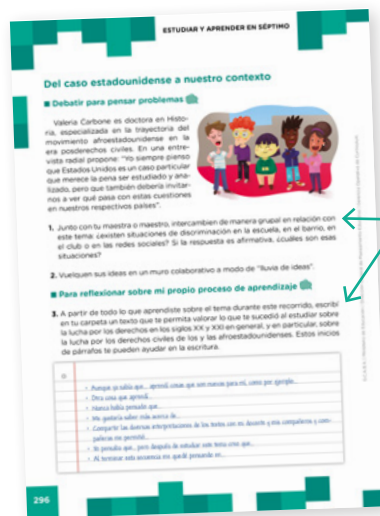 ESTUDIAR Y APRENDER EN SÉPTIMO
Del caso estadounidense a nuestro contexto
■ Debatir para pensar problemas
Valeria Carbone es doctora en Histo-
ria, especializada en la trayectoria del
movimiento afroestadounidense en la
era posderechos civiles. En una entre-
vista radial propone: "Yo siempre pienso
que Estados Unidos es un caso particular
que merece la pena ser estudiado y ana-
lizado, pero que también debería invitar-
nos a ver qué pasa con estas cuestiones
en nuestros respectivos países".
1. Junto con tu maestra o maestro, intercambien de manera grupal en relación con
este tema: ¿existen situaciones de discriminación en la escuela, en el barrio, en
el club o en las redes sociales? Si la respuesta es afirmativa, ¿cuáles son esas
situaciones?
2. Vuelquen sus ideas en un muro colaborativo a modo de "lluvia de ideas".
■ Para reflexionar sobre mi propio proceso de aprendizaje
3. A partir de todo lo que aprendiste sobre el tema durante este recorrido, escribí
en tu carpeta un texto que te permita valorar lo que te sucedió al estudiar sobre
la lucha por los derechos en los siglos XX y XXI en general, y en particular, sobre
la lucha por los derechos civiles de los y las afroestadounidenses. Estos inicios
de párrafos te pueden ayudar en la escritura.
• Aunque ya sabía que... aprendí cosas que son nuevas para mí, como por ejemplo...
• Otra cosa que aprendí...
• Nunca había pensado que...
• Me gustaría saber más acerca de...
• Compartir las diversas interpretaciones de los textos con mi docente y mis compañeros y com-
pañeras me permitió...
• Yo pensaba que... pero después de estudiar este tema creo que...
• Al terminar esta secuencia me quedé pensando en...
296